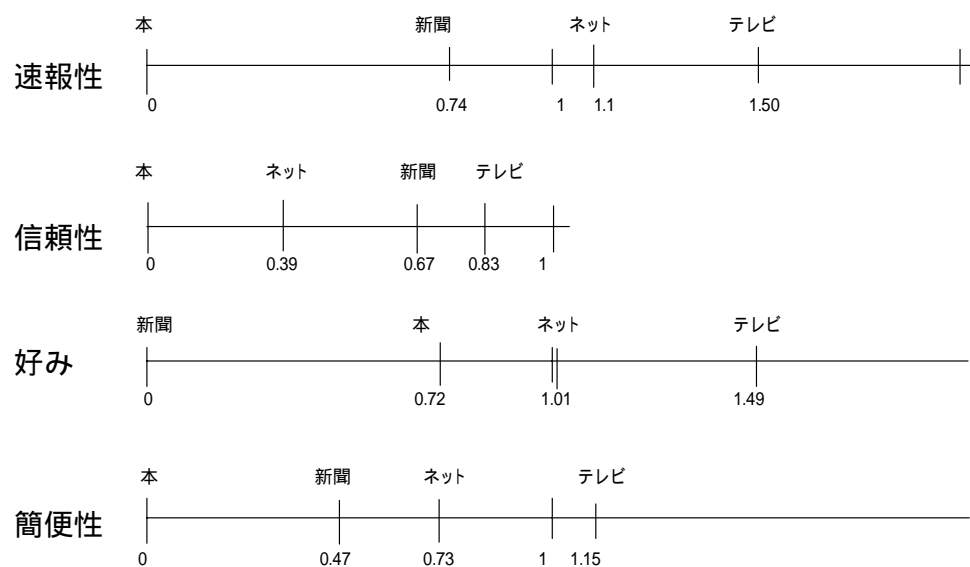 本 新聞 ネット テレビ
速報性
0 0.74 1 1.1 1.50
本 ネット 新聞 テレビ
信頼性
0 0.39 0.67 0.83 1
新聞 本 ネット テレビ
好み
0 0.72 1.01 1.49
本 新聞 ネット テレビ
簡便性
0 0.47 0.73 1 1.15